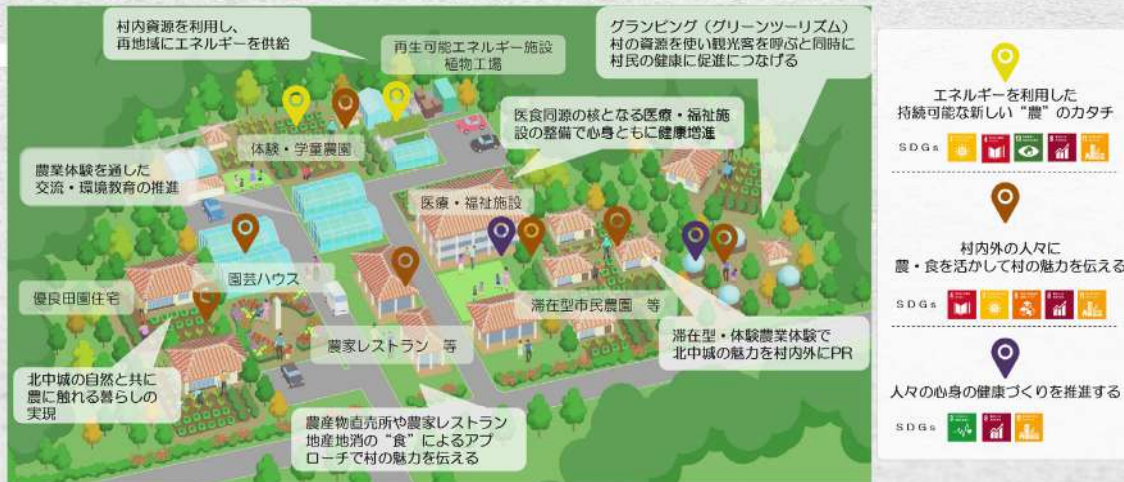 村内資源を利用し、
再地域にエネルギーを供給
再生可能エネルギー施設
植物工場
グランピング（グリーンツーリズム）
村の資源を使い観光客を呼ぶと同時に
村民の健康に促進につなげる
医食同源の核となる医療・福祉施
設の整備で心身ともに健康増進
体験・学童農園
農業体験を通した
交流・環境教育の推進
医療・福祉施設
園芸ハウス
優良田園住宅
滞在型市民農園 等
農家レストラン 等
滞在型・体験農業体験で
北中城の魅力を村内外にPR
北中城の自然と共に
農に触れる暮らしの
実現
農産物直売所や農家レストラン
地産地消の“食”によるアプ
ローチで村の魅力を伝える
エネルギーを利用した
持続可能な新しい“農”のカタチ
SDGs
村内外の人々に
農・食を活かして村の魅力を伝える
SDGs
人々の心身の健康づくりを推進する
SDGs